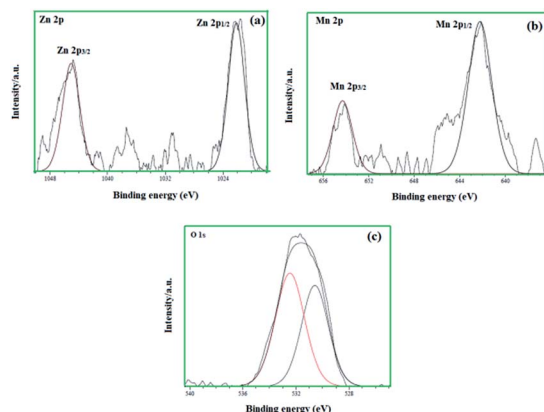 Zn 2p
Zn 2p1/2
(a)
Zn 2p3/2
Intensity/a.u.
1048 1040 1032 1024
Binding energy (eV)
Mn 2p
Mn 2p1/2
(b)
Mn 2p3/2
Intensity/a.u.
656 652 648 644 640
Binding energy (eV)
O 1s
(c)
Intensity/a.u.
540 536 532 528
Binding energy (eV)